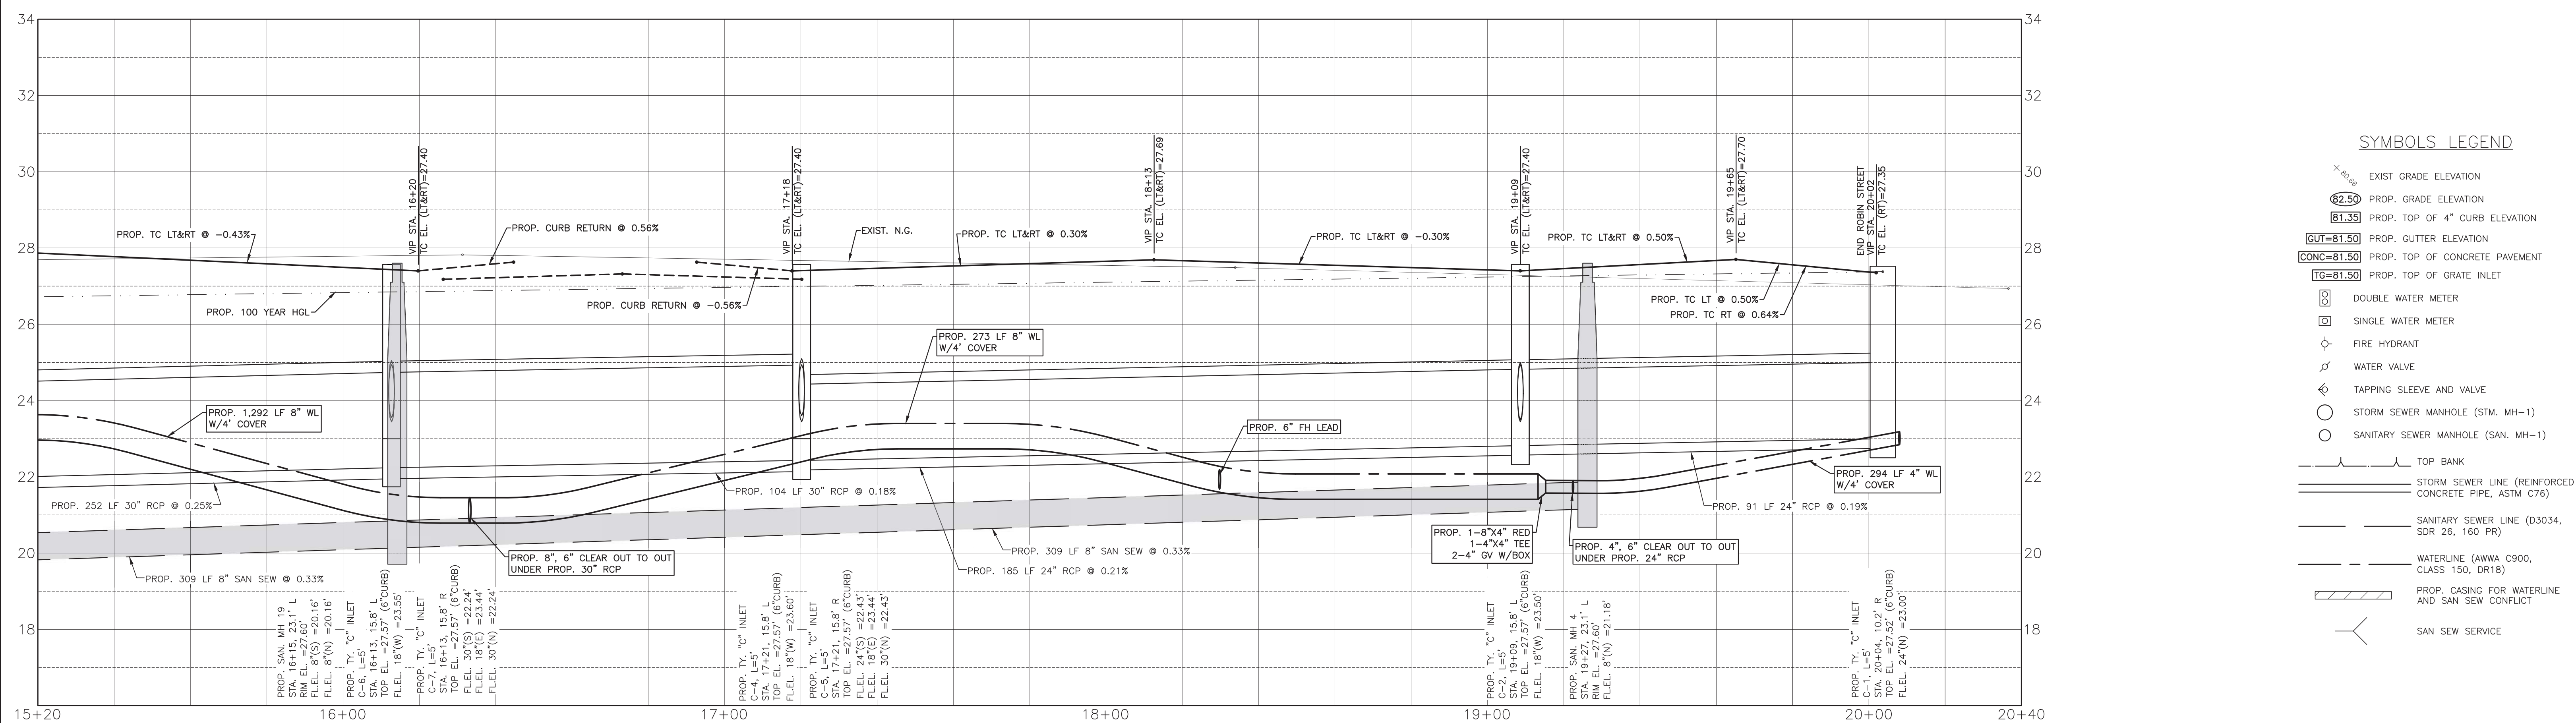 34
32
30
28
26
24
22
20
18
34
32
30
28
26
24
22
20
18
15+20
16+00
17+00
18+00
19+00
20+00
20+40
PROP. TC LT&RT @ -0.43%
VIP STA. 16+20
TC EL. (LT&RT)=27.40
PROP. CURB RETURN @ 0.56%
PROP. 100 YEAR HGL
PROP. CURB RETURN @ -0.56%
VIP STA. 17+18
TC EL. (LT&RT)=27.40
EXIST. N.G.
PROP. TC LT&RT @ 0.30%
VIP STA. 18+13
TC EL. (LT&RT)=27.69
PROP. TC LT&RT @ -0.30%
VIP STA. 19+09
TC EL. (LT&RT)=27.40
PROP. TC LT&RT @ 0.50%
VIP STA. 19+65
TC EL. (LT&RT)=27.70
PROP. TC LT @ 0.50%
PROP. TC RT @ 0.64%
END ROBIN STREET
VIP STA. 20+02
TC EL. (RT)=27.35
PROP. 1,292 LF 8" WL
W/4' COVER
PROP. 273 LF 8" WL
W/4' COVER
PROP. 6" FH LEAD
PROP. 294 LF 4" WL
W/4' COVER
PROP. 252 LF 30" RCP @ 0.25%
PROP. 104 LF 30" RCP @ 0.18%
PROP. 91 LF 24" RCP @ 0.19%
PROP. 309 LF 8" SAN SEW @ 0.33%
PROP. 8", 6" CLEAR OUT TO OUT
UNDER PROP. 30" RCP
PROP. 309 LF 8" SAN SEW @ 0.33%
PROP. 185 LF 24" RCP @ 0.21%
PROP. 1-8"X4" RED
1-4"X4" TEE
2-4" GV W/BOX
PROP. 4", 6" CLEAR OUT TO OUT
UNDER PROP. 24" RCP
PROP. SAN. MH 19
STA. 16+15, 23.1' L
RIM EL. =27.60'
FL.EL. 8"(S) =20.16'
FL.EL. 8"(N) =20.16'
PROP. TY. "C" INLET
C-6, L=5'
STA. 16+13, 15.8' L
TOP EL. =27.57' (6"CURB)
FL.EL. 18"(W) =23.55'
PROP. TY. "C" INLET
C-7, L=5'
STA. 16+13, 15.8' R
TOP EL. =27.57' (6"CURB)
FL.EL. 30"(S) =22.24'
FL.EL. 18"(E) =23.44'
FL.EL. 30"(N) =22.24'
PROP. TY. "C" INLET
C-4, L=5'
STA. 17+21, 15.8' L
TOP EL. =27.57' (6"CURB)
FL.EL. 18"(W) =23.60'
PROP. TY. "C" INLET
C-5, L=5'
STA. 17+21, 15.8' R
TOP EL. =27.57' (6"CURB)
FL.EL. 24"(S) =22.43'
FL.EL. 18"(E) =23.44'
FL.EL. 30"(N) =22.43'
PROP. TY. "C" INLET
C-2, L=5'
STA. 19+09, 15.8' L
TOP EL. =27.57' (6"CURB)
FL.EL. 18"(W) =23.50'
PROP. SAN. MH 4
STA. 19+27, 23.1' L
RIM EL. =27.60'
FL.EL. 8"(N) =21.18'
PROP. TY. "C" INLET
C-1, L=5'
STA. 20+04, 10.2' R
TOP EL. =27.52' (6"CURB)
FL.EL. 24"(N) =23.00'
SYMBOLS LEGEND
80.66 EXIST GRADE ELEVATION
82.50 PROP. GRADE ELEVATION
81.35 PROP. TOP OF 4" CURB ELEVATION
GUT=81.50 PROP. GUTTER ELEVATION
CONC=81.50 PROP. TOP OF CONCRETE PAVEMENT
TG=81.50 PROP. TOP OF GRATE INLET
DOUBLE WATER METER
SINGLE WATER METER
FIRE HYDRANT
WATER VALVE
TAPPING SLEEVE AND VALVE
STORM SEWER MANHOLE (STM. MH-1)
SANITARY SEWER MANHOLE (SAN. MH-1)
TOP BANK
STORM SEWER LINE (REINFORCED
CONCRETE PIPE, ASTM C76)
SANITARY SEWER LINE (D3034,
SDR 26, 160 PR)
WATERLINE (AWWA C900,
CLASS 150, DR18)
PROP. CASING FOR WATERLINE
AND SAN SEW CONFLICT
SAN SEW SERVICE